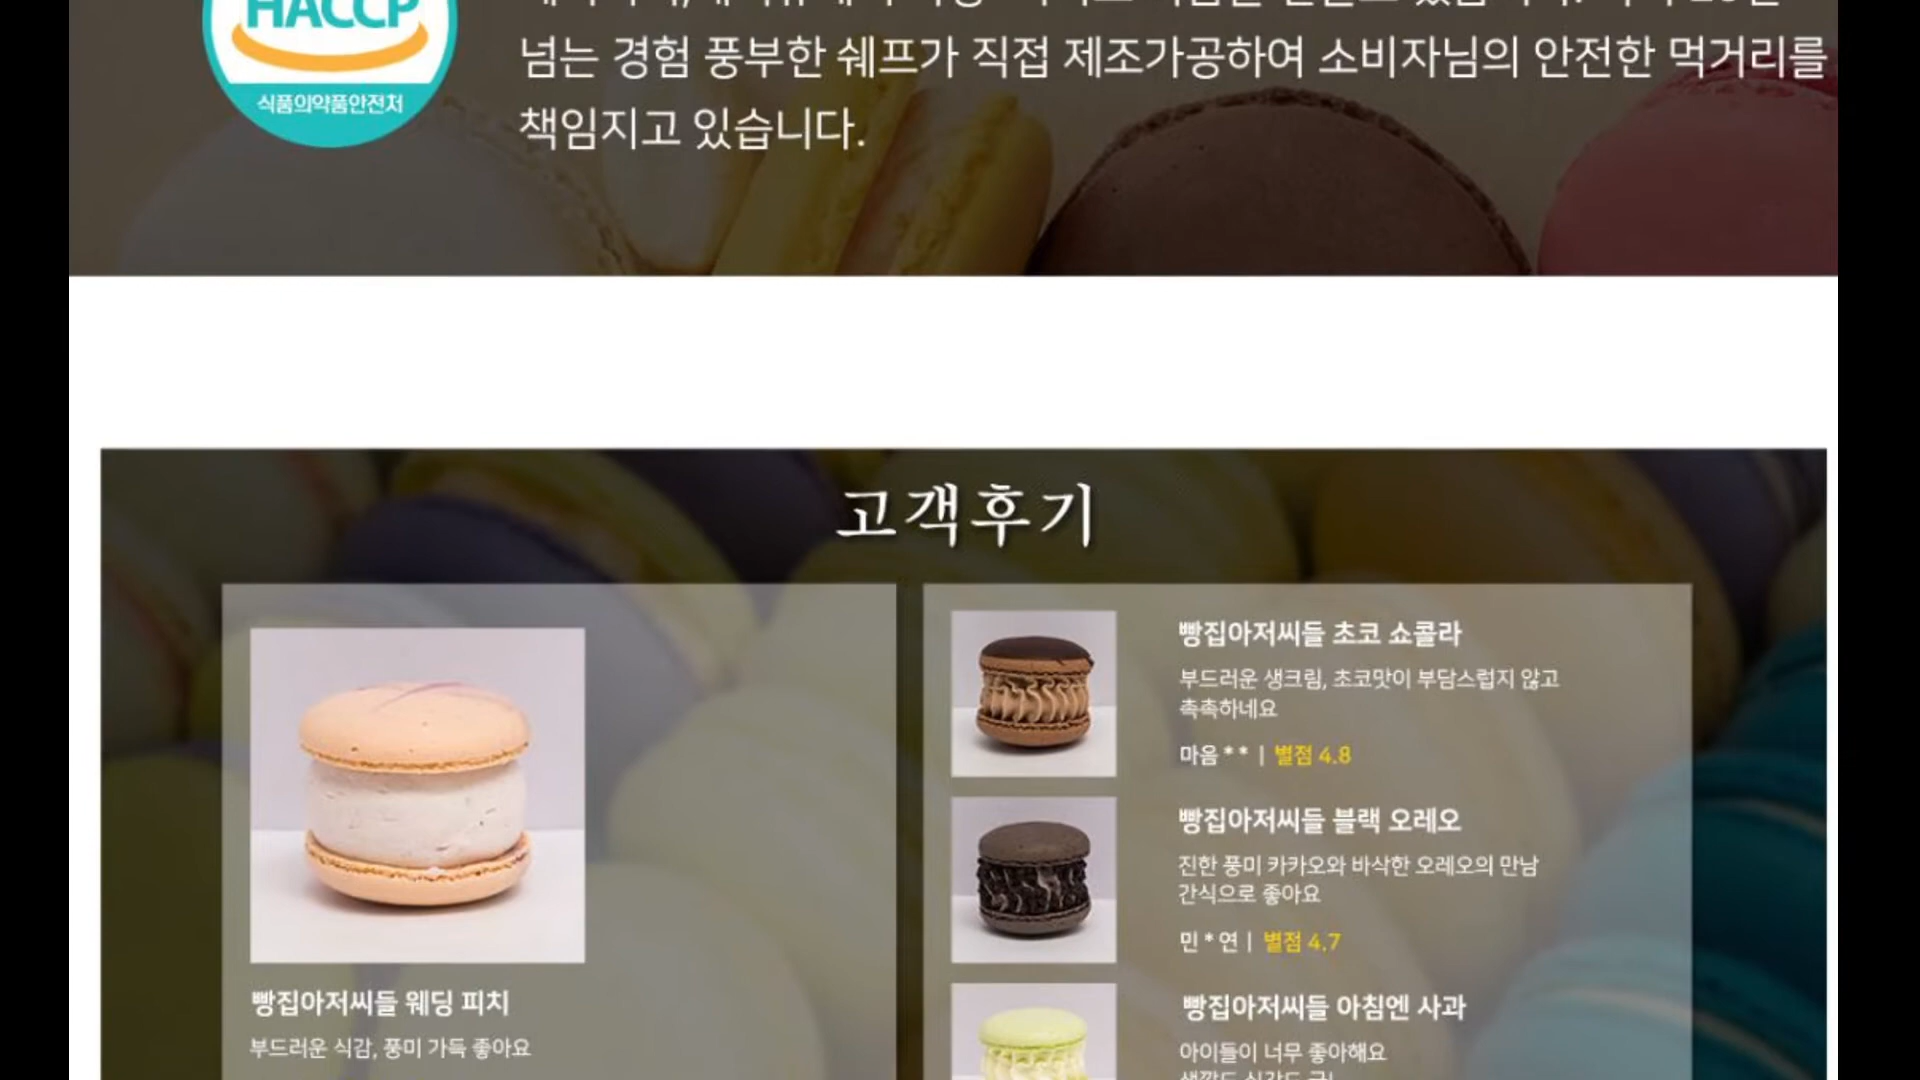 HACCP
식품의약품안전처
넘는 경험 풍부한 쉐프가 직접 제조가공하여 소비자님의 안전한 먹거리를
책임지고 있습니다.
고객후기
빵집아저씨들 웨딩 피치
부드러운 식감, 풍미 가득 좋아요
빵집아저씨들 초코 쇼콜라
부드러운 생크림, 초코맛이 부담스럽지 않고
촉촉하네요
마음 * * | 별점 4.8
빵집아저씨들 블랙 오레오
진한 풍미 카카오와 바삭한 오레오의 만남
간식으로 좋아요
민 * 연 | 별점 4.7
빵집아저씨들 아침엔 사과
아이들이 너무 좋아해요